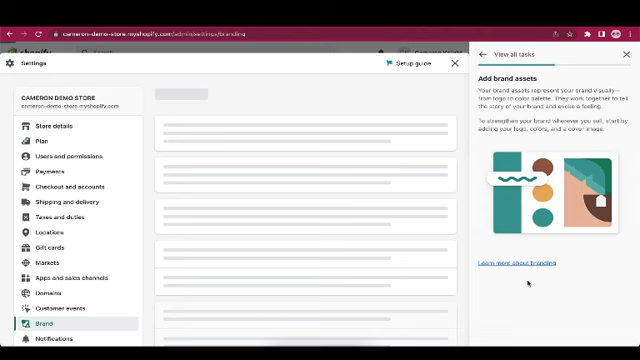 cameron-demo-store.myshopify.com/admin/settings/branding
View all tasks
Settings
Setup guide
Add brand assets
Your brand assets represent your brand visually—
from logo to color palette. They work together to tell
the story of your brand and evoke a feeling.
To strengthen your brand wherever you sell, start by
adding your logo, colors, and a cover image.
Learn more about branding
CAMERON DEMO STORE
cameron-demo-store.myshopify.com
Store details
Plan
Users and permissions
Payments
Checkout and accounts
Shipping and delivery
Taxes and duties
Locations
Gift cards
Markets
Apps and sales channels
Domains
Customer events
Brand
Notifications